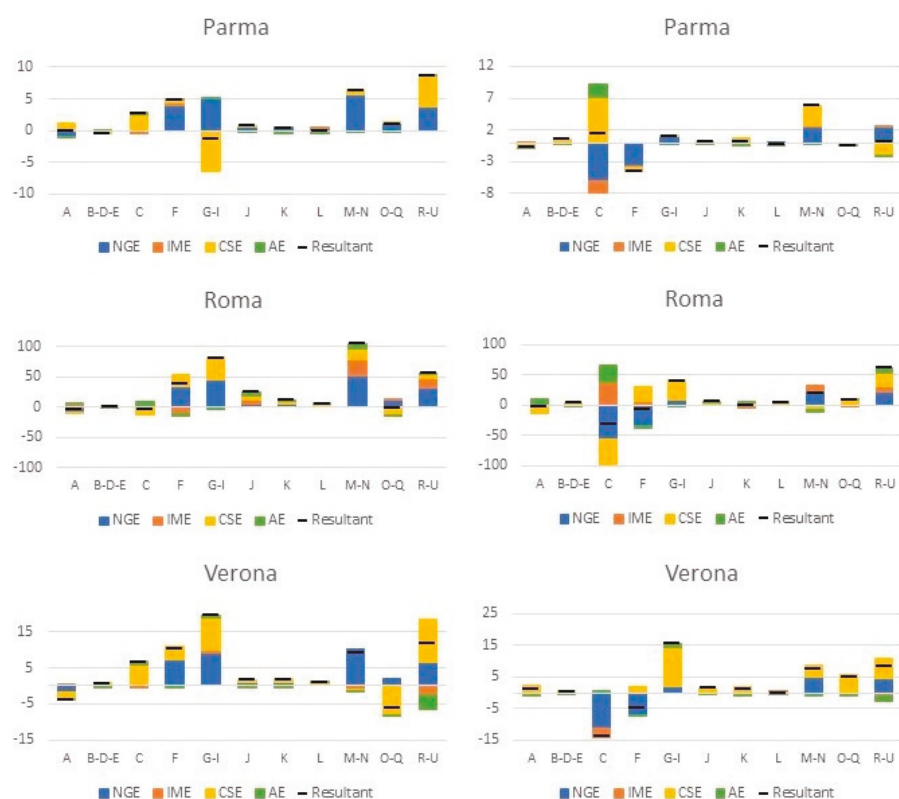 Parma
10
5
0
-5
-10
A B-D-E C F G-I J K L M-N O-Q R-U
NGE IME CSE AE Resultant
Parma
12
7
2
-3
-8
A B-D-E C F G-I J K L M-N O-Q R-U
NGE IME CSE AE Resultant
Roma
100
50
0
-50
-100
A B-D-E C F G-I J K L M-N O-Q R-U
NGE IME CSE AE Resultant
Roma
100
50
0
-50
-100
A B-D-E C F G-I J K L M-N O-Q R-U
NGE IME CSE AE Resultant
Verona
15
5
-5
-15
A B-D-E C F G-I J K L M-N O-Q R-U
NGE IME CSE AE Resultant
Verona
25
15
5
-5
-15
A B-D-E C F G-I J K L M-N O-Q R-U
NGE IME CSE AE Resultant